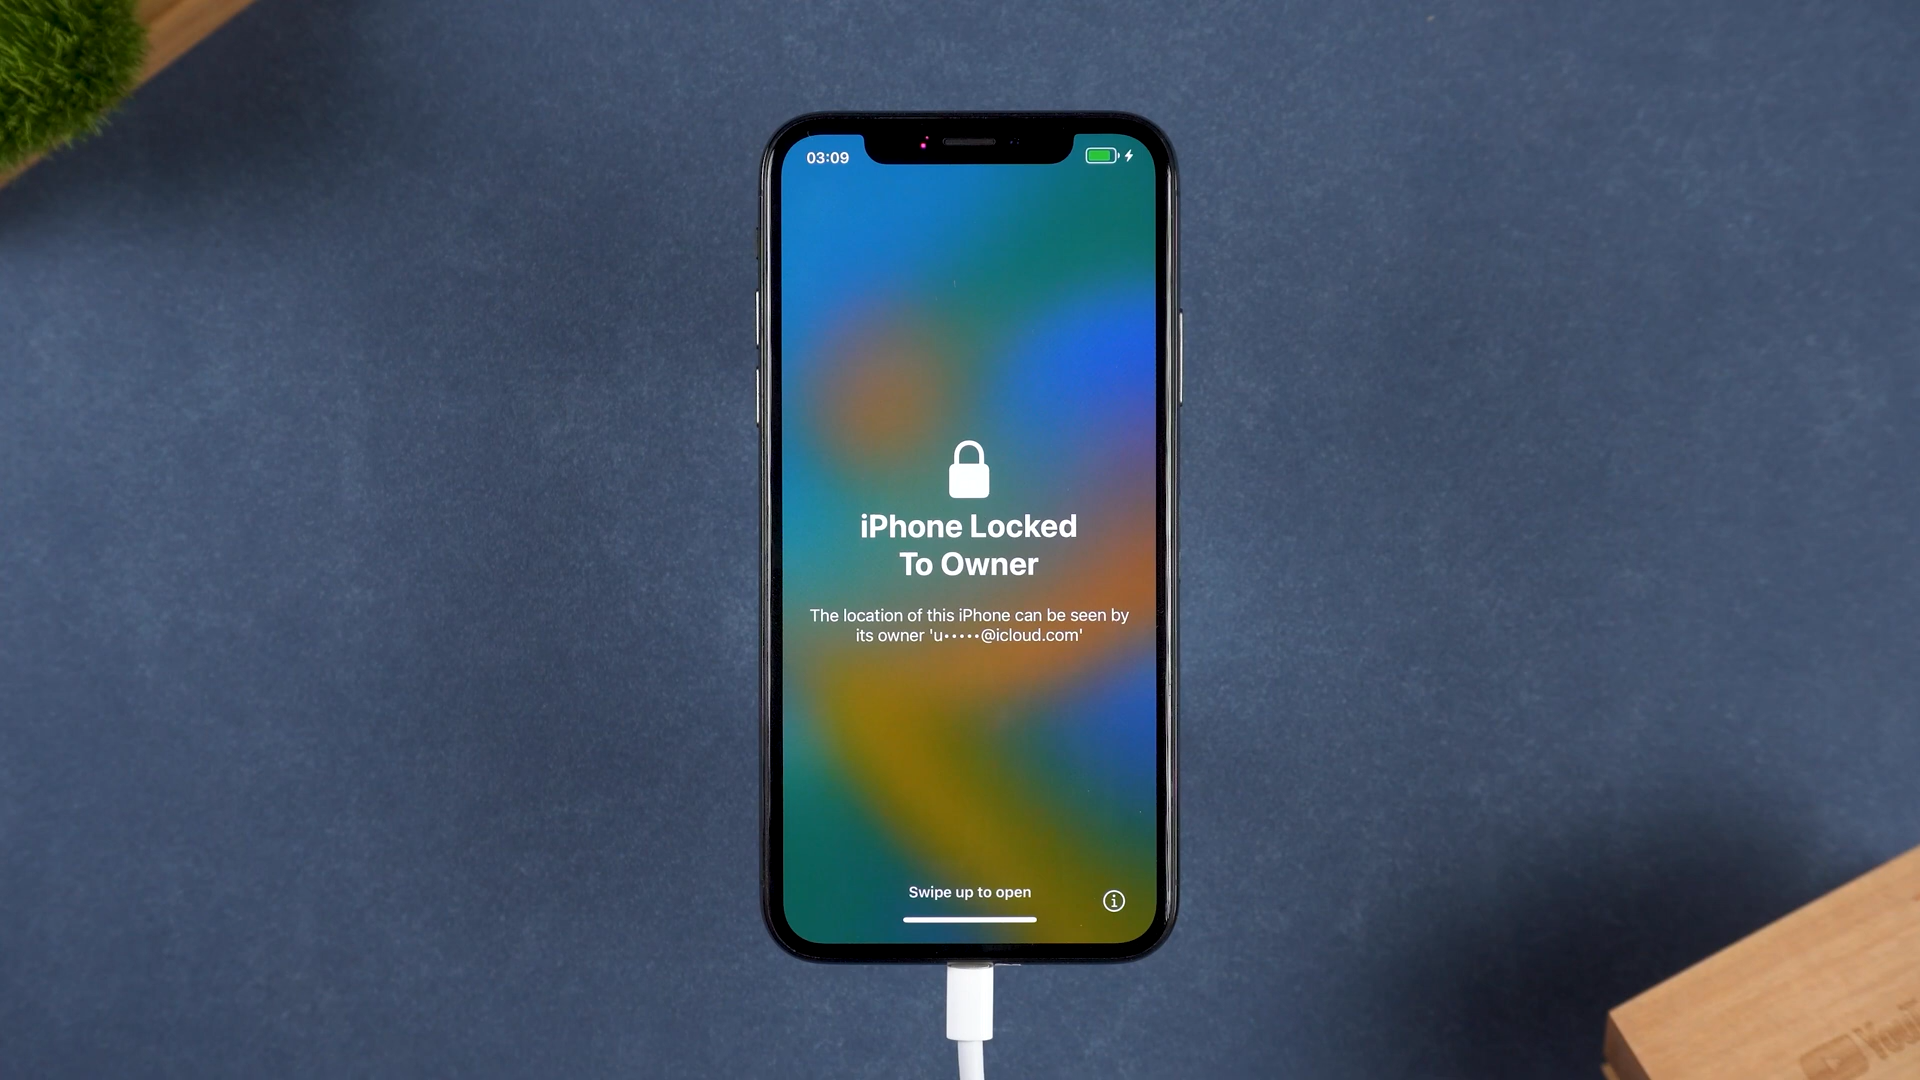 03:09
iPhone Locked
To Owner
The location of this iPhone can be seen by
its owner 'u•••••@icloud.com'
Swipe up to open